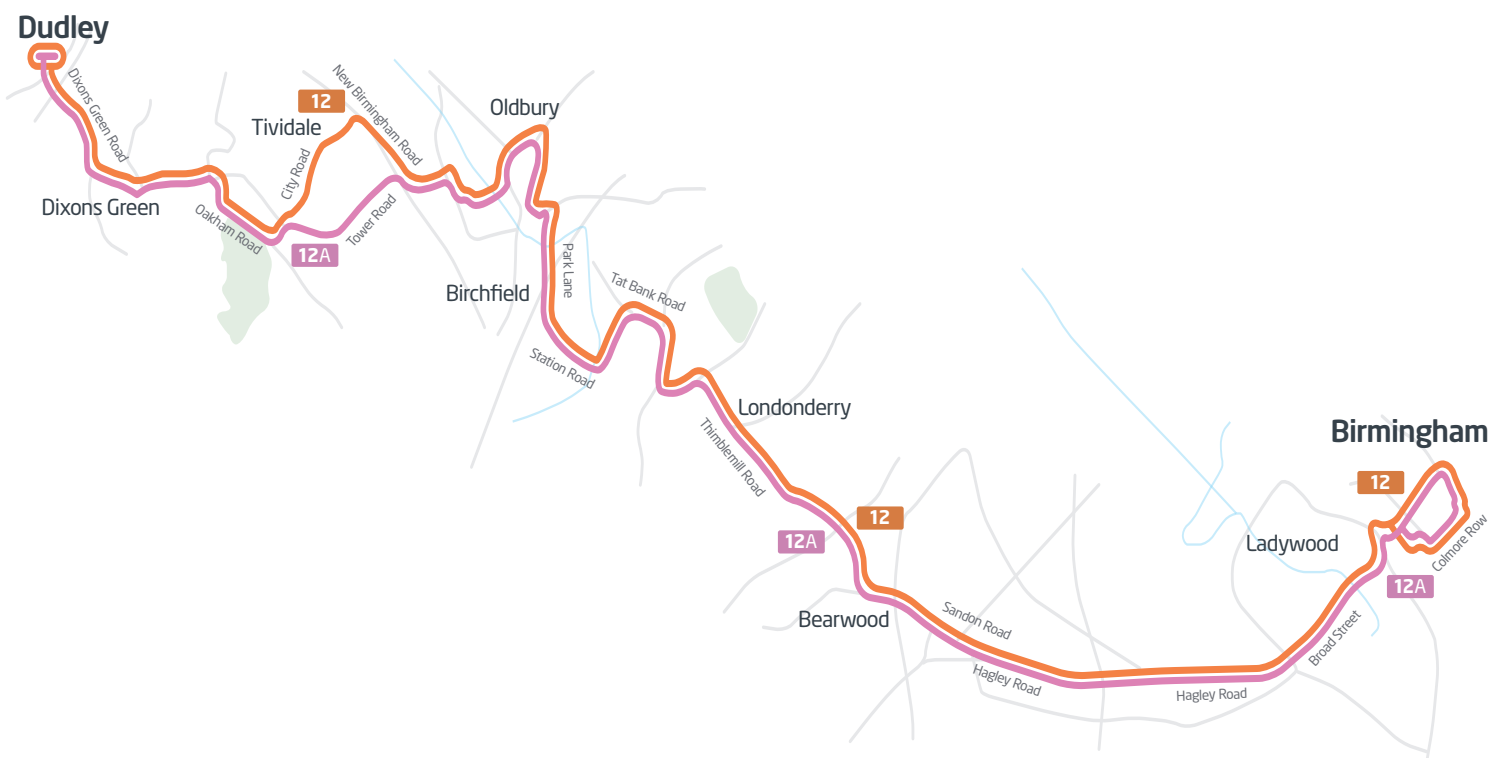 Dudley
Dixons Green Road
Dixons Green
Oakham Road
City Road
12
Tividale
New Birmingham Road
12A
Tower Road
Oldbury
Birchfield
Park Lane
Station Road
Tat Bank Road
Londonderry
Thimblemill Road
12
12A
Bearwood
Sandon Road
Hagley Road
Hagley Road
Broad Street
Ladywood
Birmingham
12
Colmore Row
12A